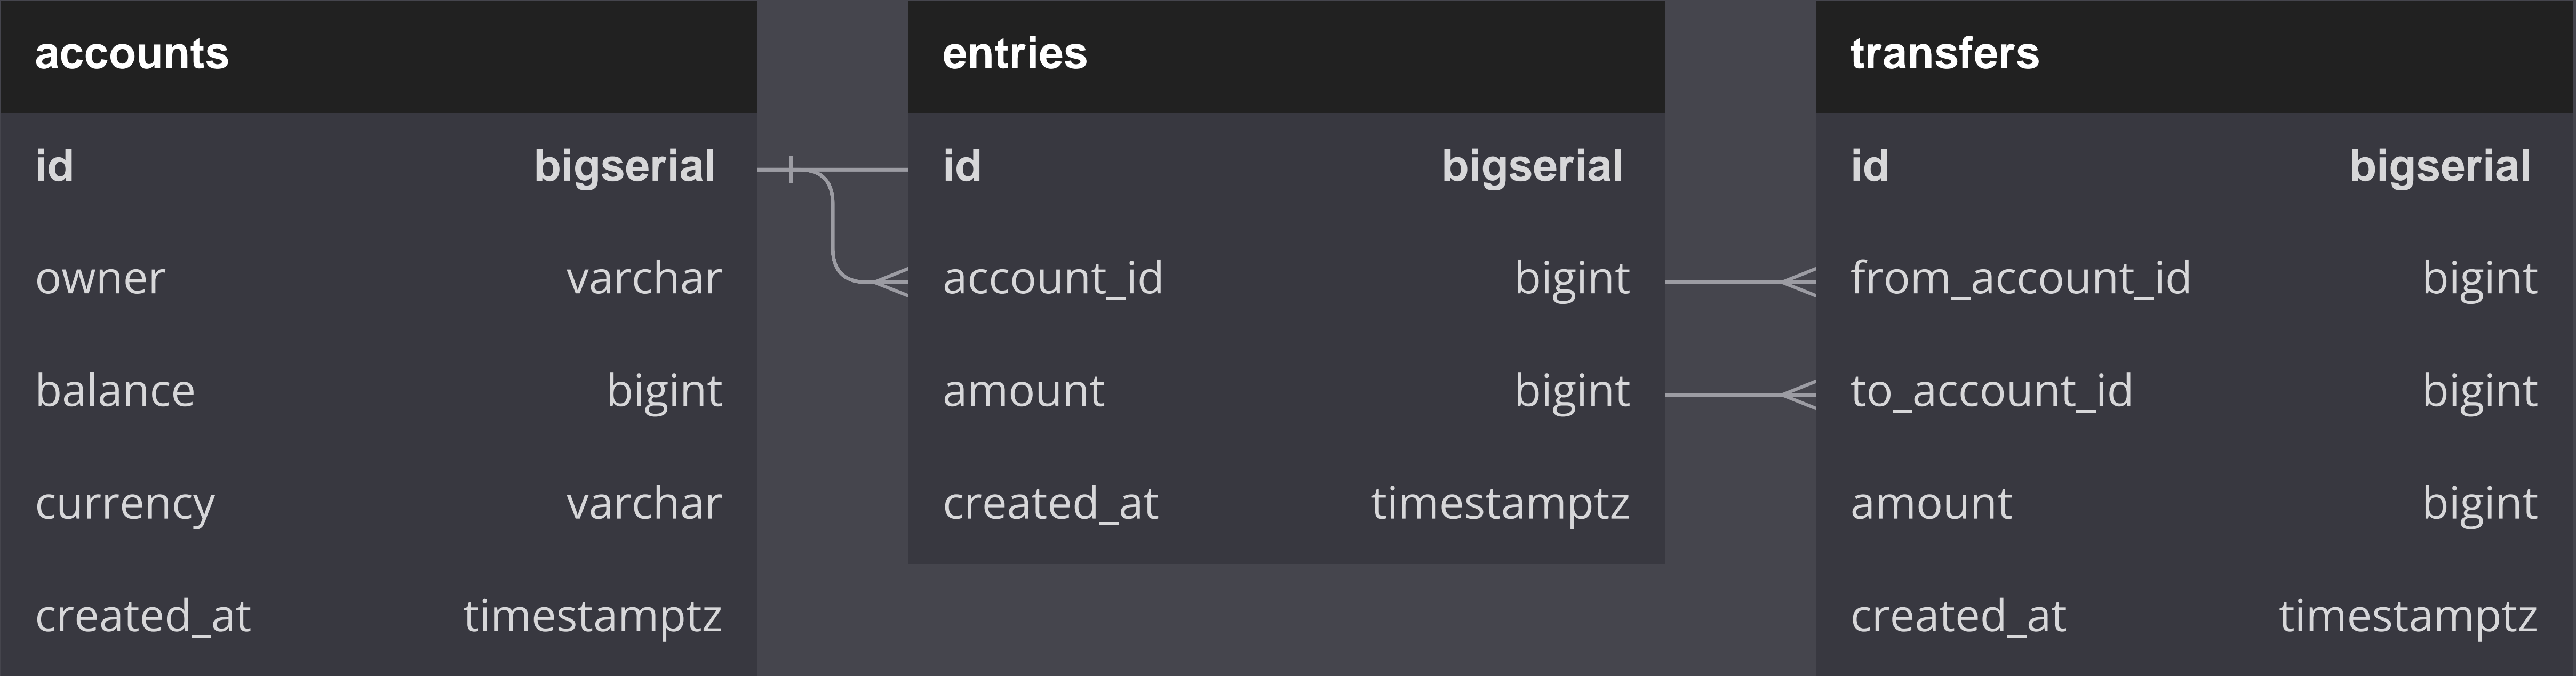 accounts
id bigserial
owner varchar
balance bigint
currency varchar
created_at timestamptz
entries
id bigserial
account_id bigint
amount bigint
created_at timestamptz
transfers
id bigserial
from_account_id bigint
to_account_id bigint
amount bigint
created_at timestamptz